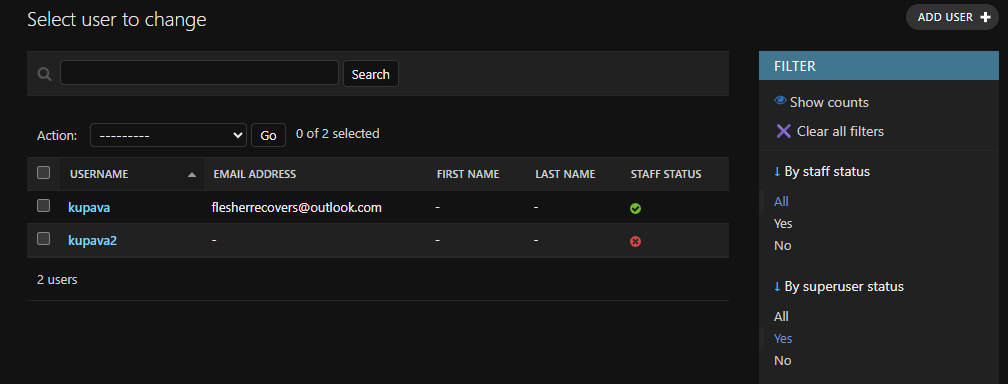 Select user to change
ADD USER
Search
Action: --------- Go 0 of 2 selected
USERNAME EMAIL ADDRESS FIRST NAME LAST NAME STAFF STATUS
kupava flesherrecovers@outlook.com - -
kupava2 - - -
2 users
FILTER
Show counts
Clear all filters
↓ By staff status
All
Yes
No
↓ By superuser status
All
Yes
No